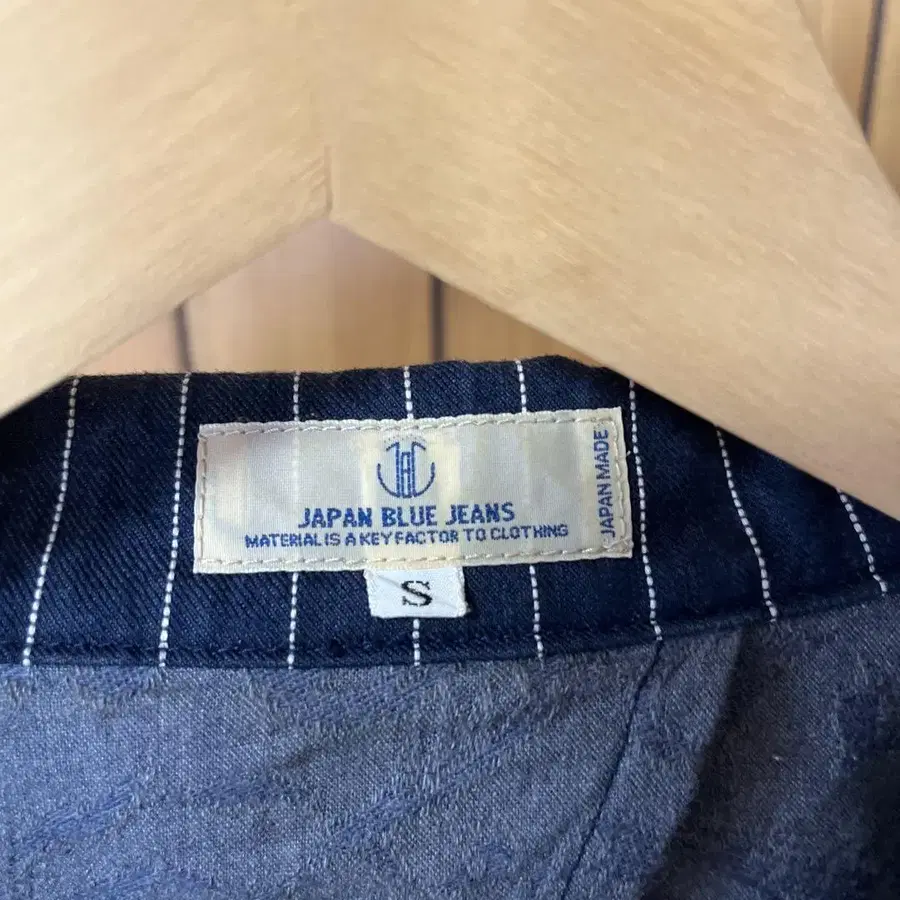 JAPAN BLUE JEANS
MATERIAL IS A KEY FACTOR TO CLOTHING
JAPAN MADE
S